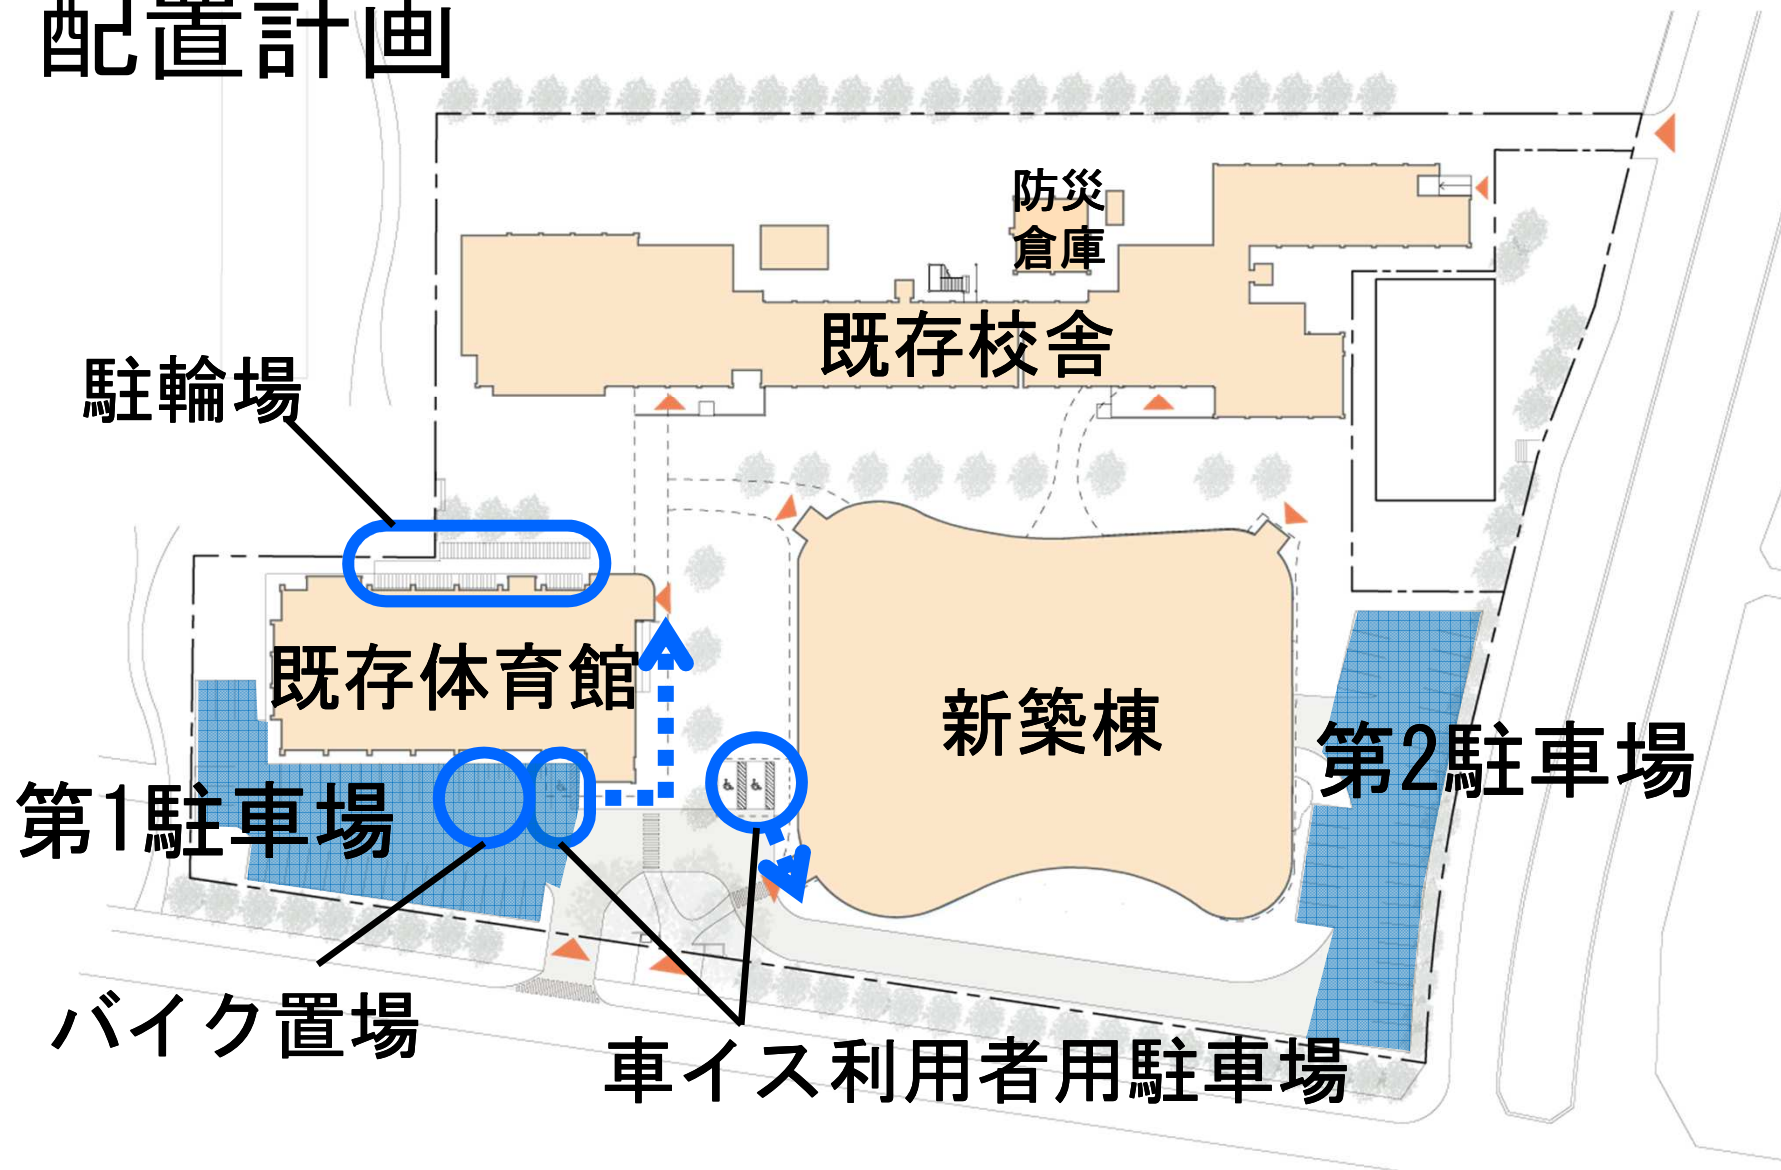 配置計画
防災
倉庫
既存校舎
駐輪場
既存体育館
新築棟
第2駐車場
第1駐車場
バイク置場
車イス利用者用駐車場